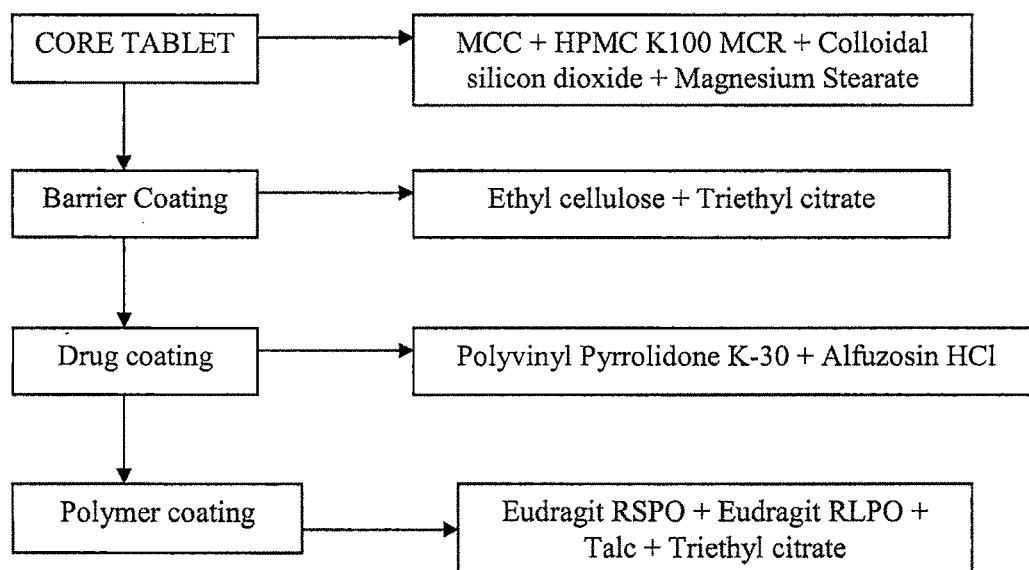 CORE TABLET
MCC + HPMC K100 MCR + Colloidal
silicon dioxide + Magnesium Stearate
Barrier Coating
Ethyl cellulose + Triethyl citrate
Drug coating
Polyvinyl Pyrrolidone K-30 + Alfuzosin HCl
Polymer coating
Eudragit RSPO + Eudragit RLPO +
Talc + Triethyl citrate